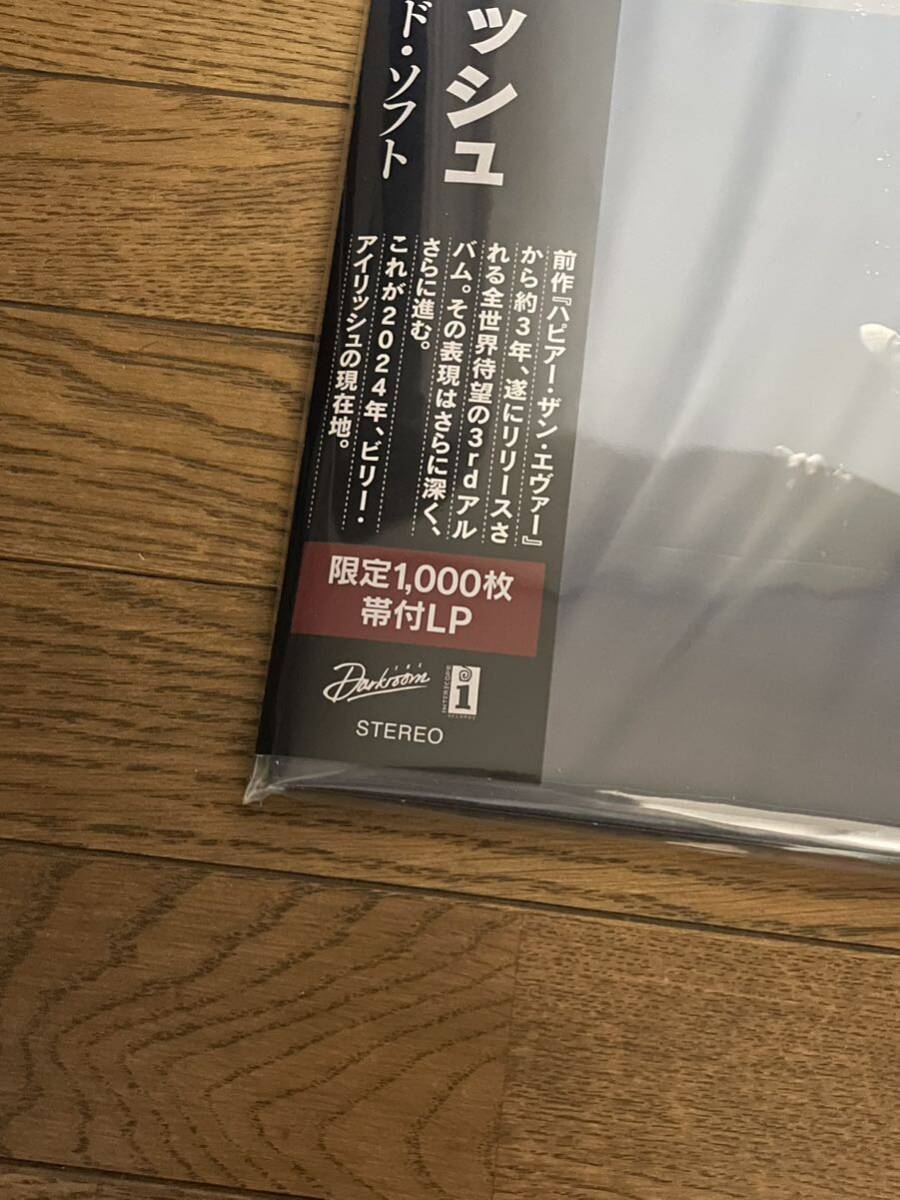 ッシュ
ド・ソフト
前作『ハピアー・ザン・エヴァー』
から約3年、遂にリリースさ
れる全世界待望の3rdアル
バム。その表現はさらに深く、
さらに進む。
これが2024年、ビリー・
アイリッシュの現在地。
限定1,000枚
帯付LP
THE
Darkroom
INTERSCOPE
i
RECORDS
STEREO